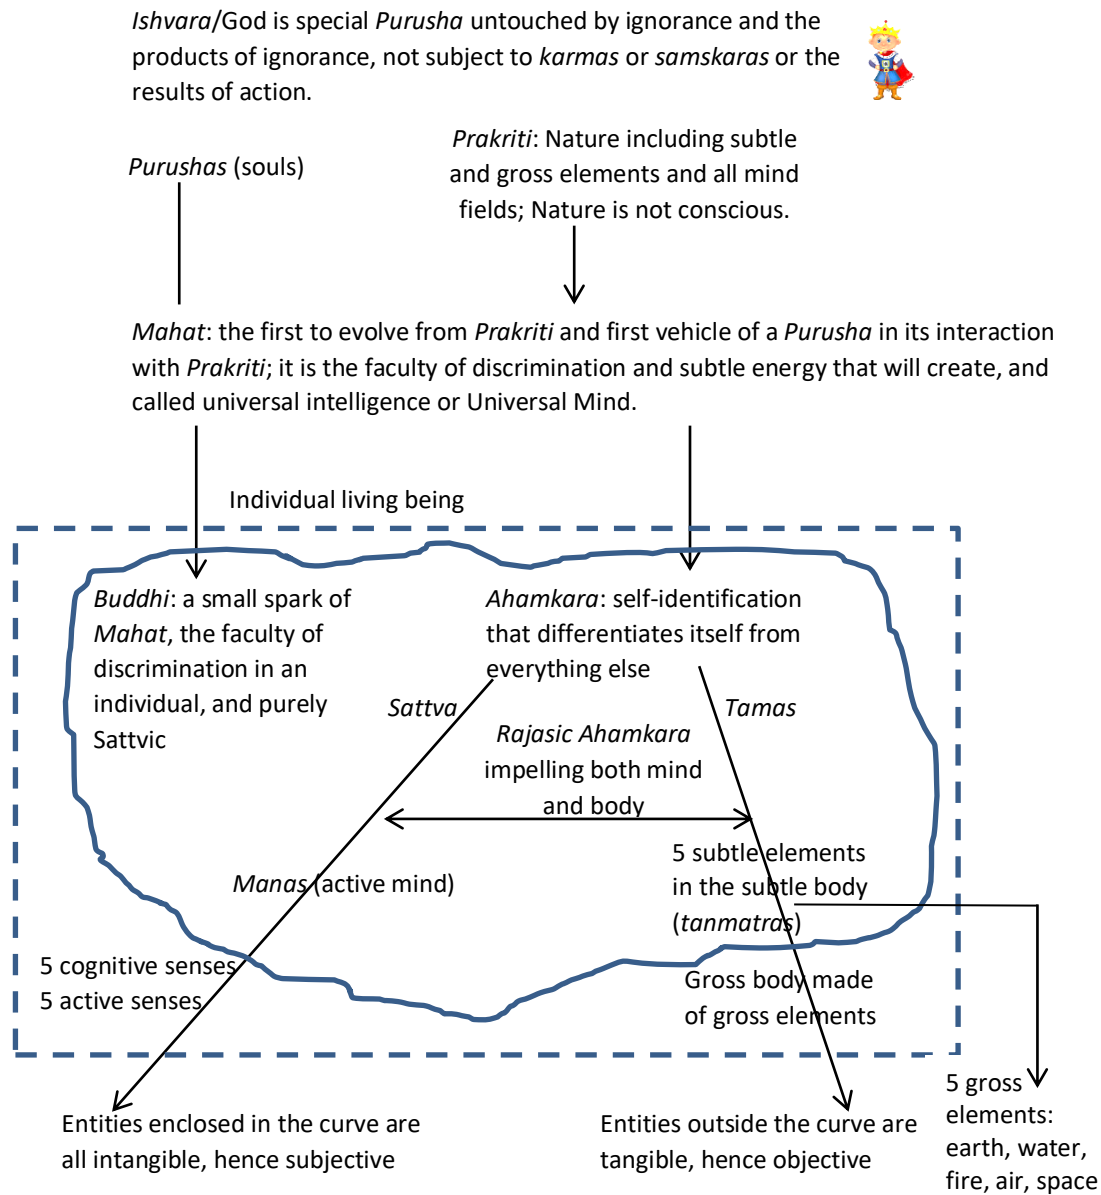 Ishvara/God is special Purusha untouched by ignorance and the
products of ignorance, not subject to karmas or samskaras or the
results of action.
Purushas (souls)
Prakriti: Nature including subtle
and gross elements and all mind
fields; Nature is not conscious.
Mahat: the first to evolve from Prakriti and first vehicle of a Purusha in its interaction
with Prakriti; it is the faculty of discrimination and subtle energy that will create, and
called universal intelligence or Universal Mind.
Individual living being
Buddhi: a small spark of
Mahat, the faculty of
discrimination in an
individual, and purely
Sattvic
Ahamkara: self-identification
that differentiates itself from
everything else
Sattva
Tamas
Rajasic Ahamkara
impelling both mind
and body
Manas (active mind)
5 subtle elements
in the subtle body
(tanmatras)
5 cognitive senses
5 active senses
Gross body made
of gross elements
Entities enclosed in the curve are
all intangible, hence subjective
Entities outside the curve are
tangible, hence objective
5 gross
elements:
earth, water,
fire, air, space